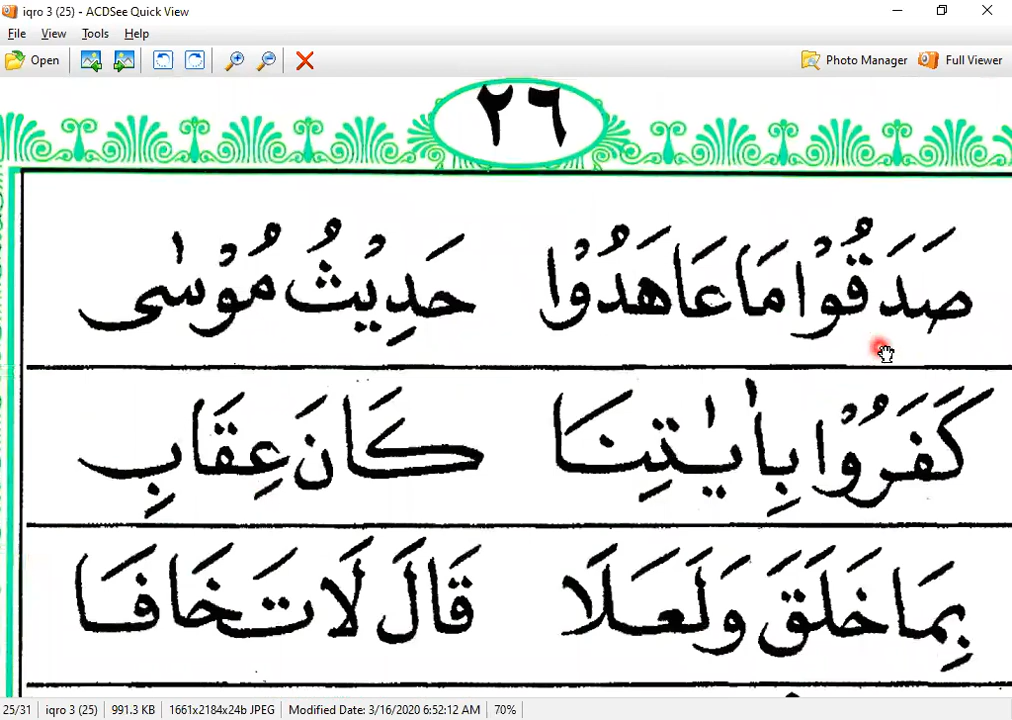 iqro 3 (25) - ACDSee Quick View
File View Tools Help
Open Photo Manager Full Viewer
٢٦
صَدَقُوْا مَا عَاهَدُوْا حَدِيْثُ مُوْسٰى
كَفَرُوْا بِاٰيٰتِنَا كَانَ عِقَابِ
بِمَا خَلَقَ وَلَعَلَا قَالَ لَا تَخَافَا
25/31 iqro 3 (25) 991.3 KB 1661x2184x24b JPEG Modified Date: 3/16/2020 6:52:12 AM 70%